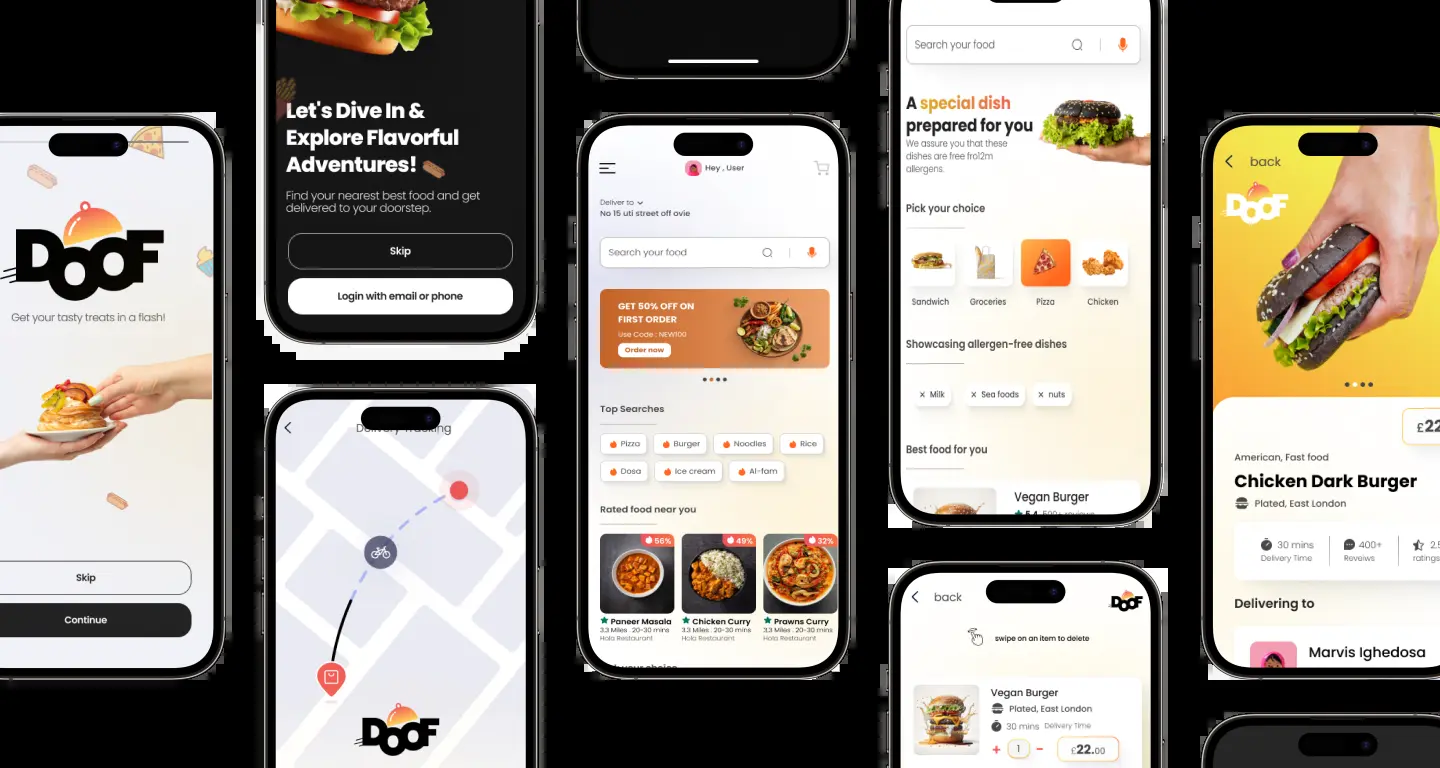 DOOF
Get your tasty treats in a flash!
Skip
Continue
Let's Dive In &
Explore Flavorful
Adventures!
Find your nearest best food and get
delivered to your doorstep.
Skip
Login with email or phone
Delivery Tracking
DOOF
Hey , User
Deliver to
No 15 uti street off ovie
Search your food
GET 50% OFF ON
FIRST ORDER
Use Code : NEW100
Order now
Top Searches
Pizza Burger Noodles Rice
Dosa Ice cream Al-fam
Rated food near you
56% 49% 32%
Paneer Masala Chicken Curry Prawns Curry
3.3 Miles . 20-30 mins 3.3 Miles . 20-30 mins 3.3 Miles . 20-30 mins
Hola Restaurant Hola Restaurant Hola Restaurant
your choice
Search your food
A special dish
prepared for you
We assure you that these
dishes are free fro12m
allergens.
Pick your choice
Sandwich Groceries Pizza Chicken
Showcasing allergen-free dishes
× Milk × Sea foods × nuts
Best food for you
Vegan Burger
back
DOOF
swipe on an item to delete
Vegan Burger
Plated, East London
30 mins Delivery Time
+ 1 − £22.00
back
DOOF
£22
American, Fast food
Chicken Dark Burger
Plated, East London
30 mins 400+ 2.5
Delivery Time Reveiws ratings
Delivering to
Marvis Ighedosa